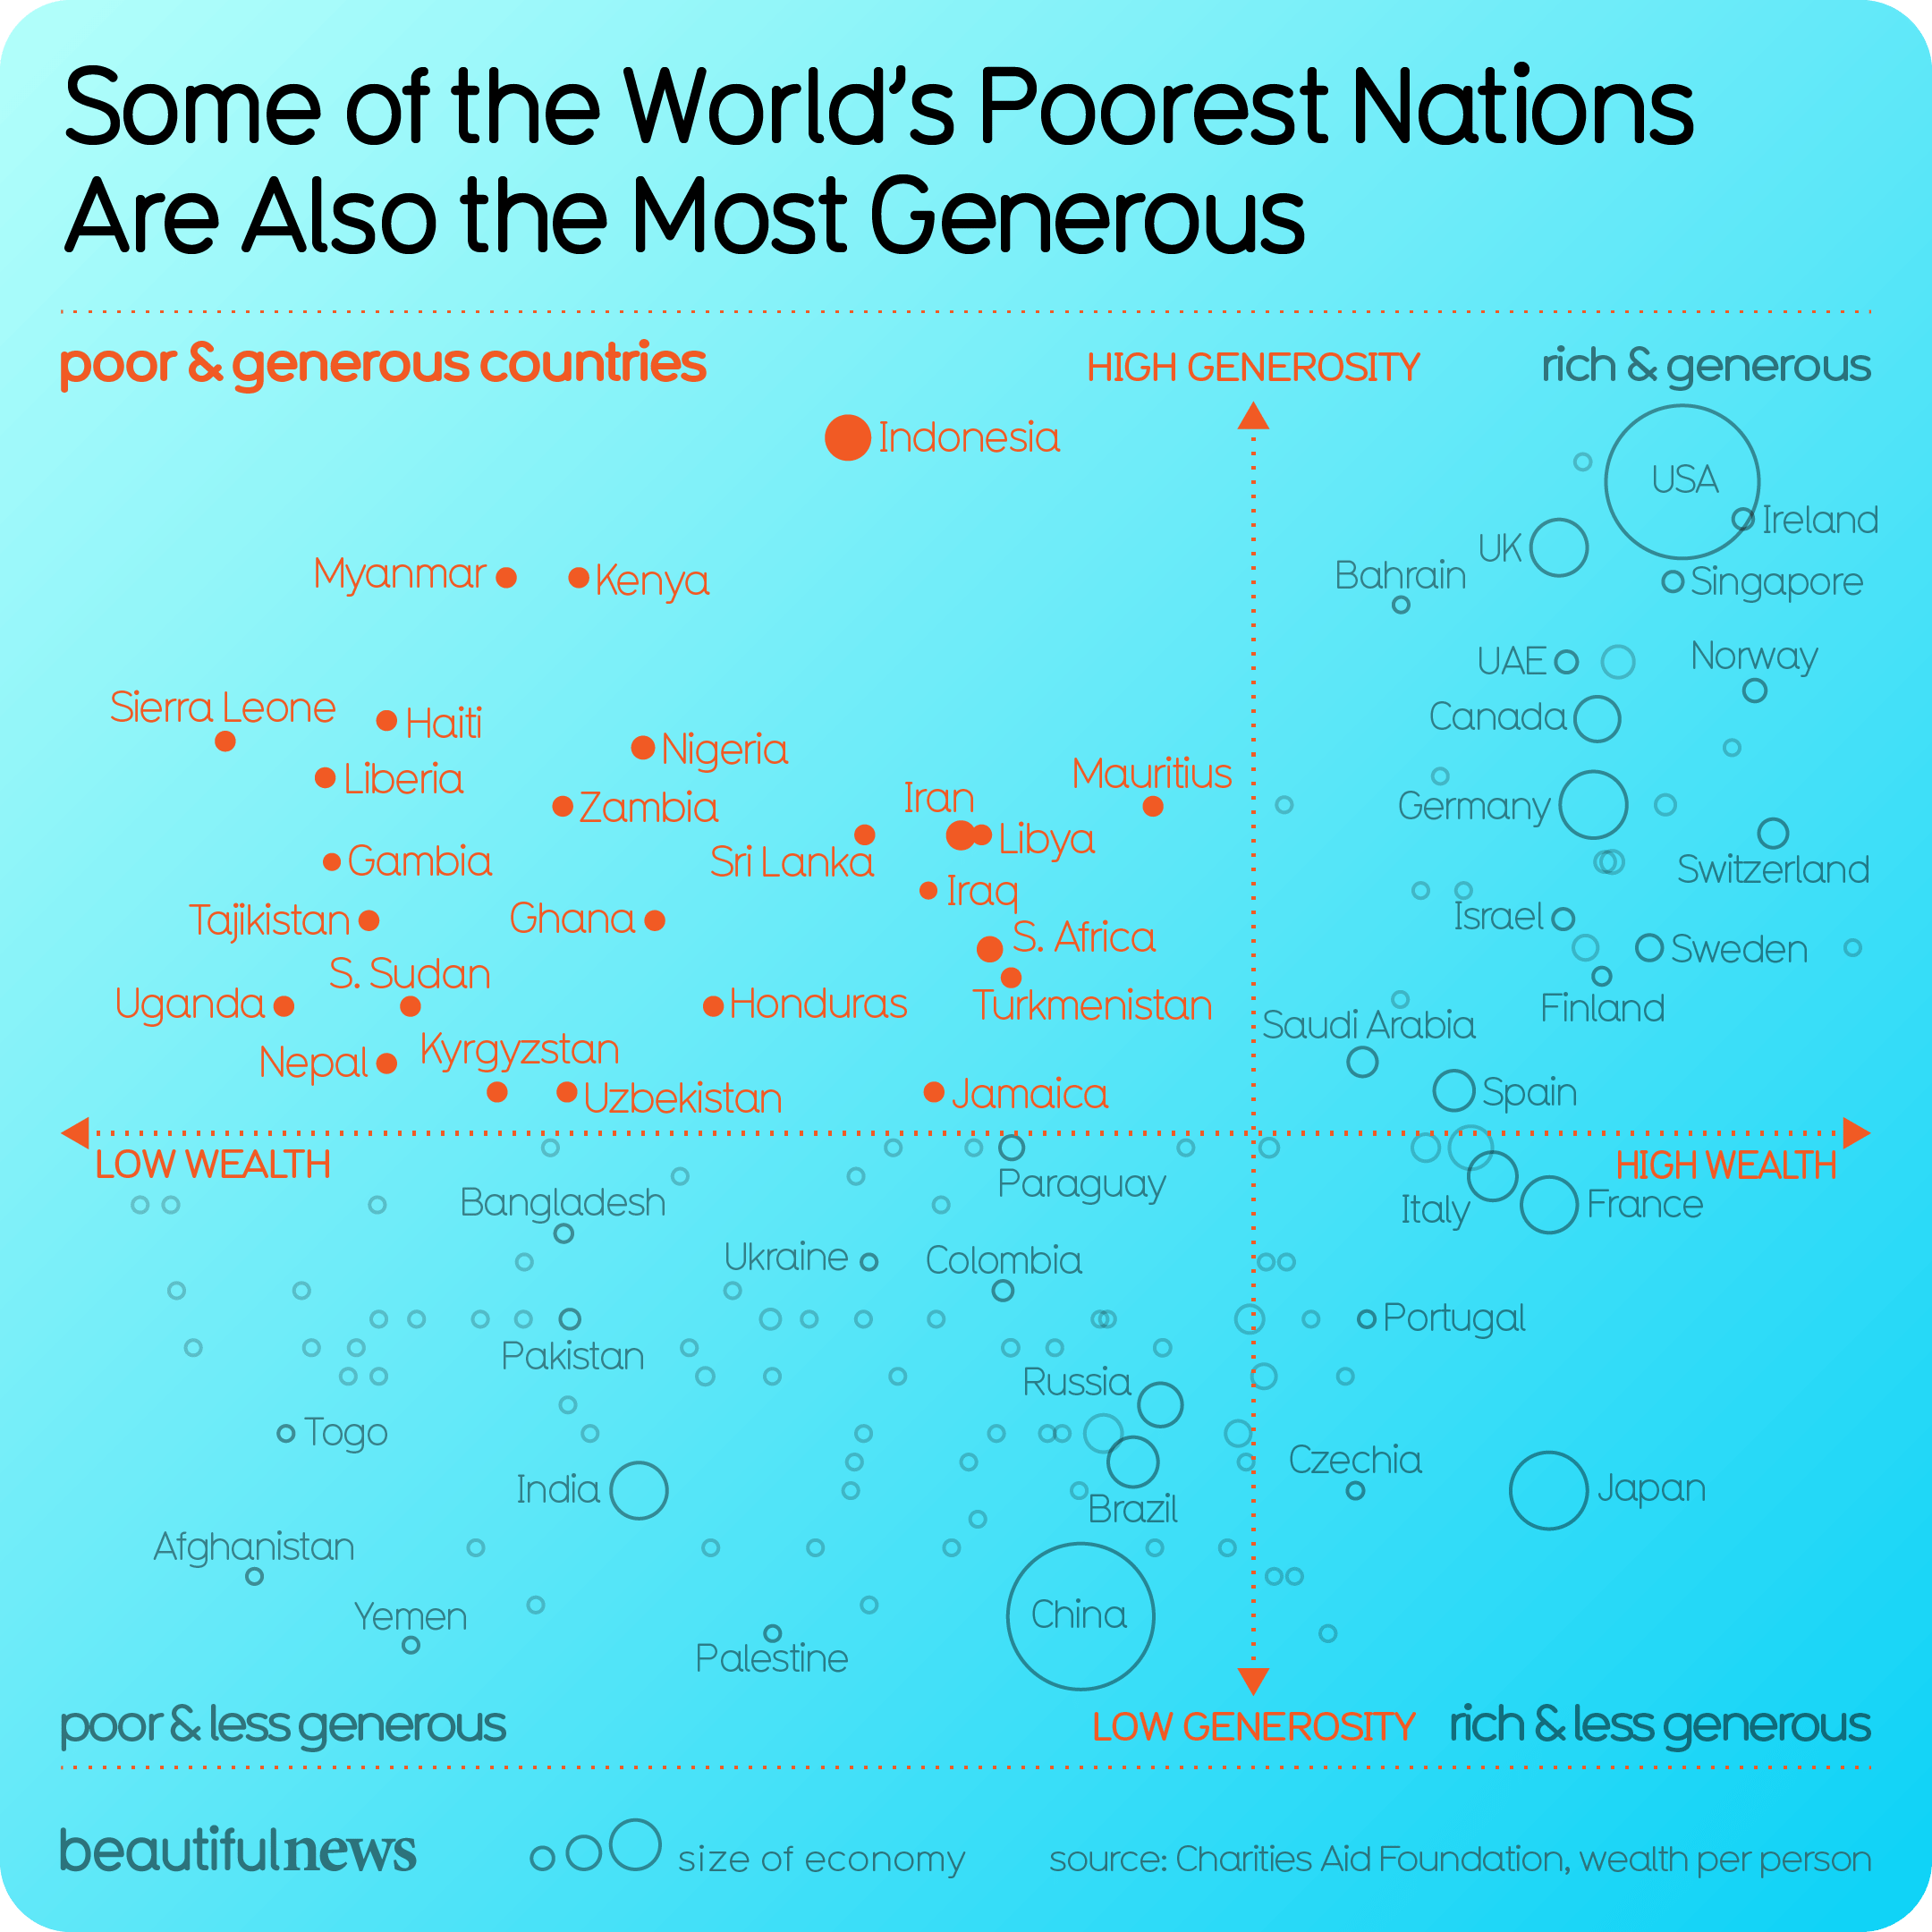 Some of the World's Poorest Nations
Are Also the Most Generous
poor & generous countries
HIGH GENEROSITY
rich & generous
Indonesia
USA
Ireland
UK
Myanmar
Kenya
Bahrain
Singapore
UAE
Norway
Sierra Leone
Haiti
Canada
Nigeria
Liberia
Mauritius
Iran
Zambia
Germany
Libya
Gambia
Sri Lanka
Switzerland
Iraq
Tajikistan
Ghana
Israel
S. Africa
Sweden
S. Sudan
Uganda
Honduras
Turkmenistan
Finland
Saudi Arabia
Nepal
Kyrgyzstan
Uzbekistan
Jamaica
Spain
LOW WEALTH
HIGH WEALTH
Paraguay
Bangladesh
Italy
France
Ukraine
Colombia
Portugal
Pakistan
Russia
Togo
Czechia
India
Japan
Brazil
Afghanistan
Yemen
China
Palestine
poor & less generous
LOW GENEROSITY
rich & less generous
beautifulnews
size of economy
source: Charities Aid Foundation, wealth per person